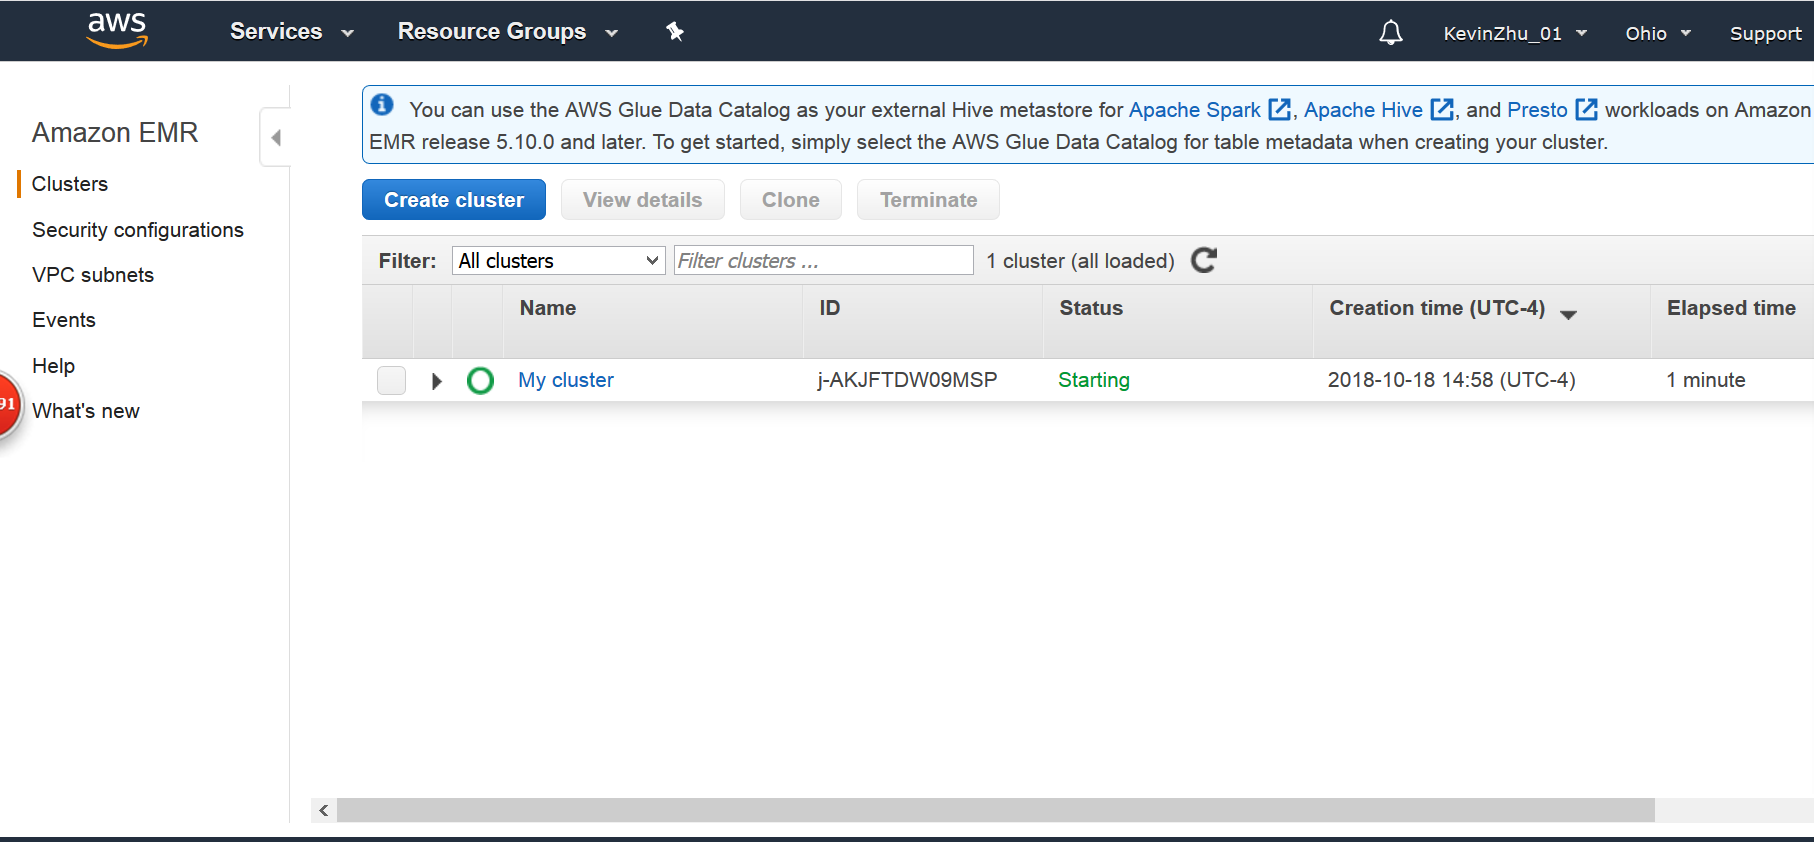 aws Services Resource Groups KevinZhu_01 Ohio Support
Amazon EMR
Clusters
Security configurations
VPC subnets
Events
Help
What's new
91
You can use the AWS Glue Data Catalog as your external Hive metastore for Apache Spark , Apache Hive , and Presto workloads on Amazon
EMR release 5.10.0 and later. To get started, simply select the AWS Glue Data Catalog for table metadata when creating your cluster.
Create cluster View details Clone Terminate
Filter: All clusters Filter clusters ... 1 cluster (all loaded)
Name ID Status Creation time (UTC-4) Elapsed time
My cluster j-AKJFTDW09MSP Starting 2018-10-18 14:58 (UTC-4) 1 minute